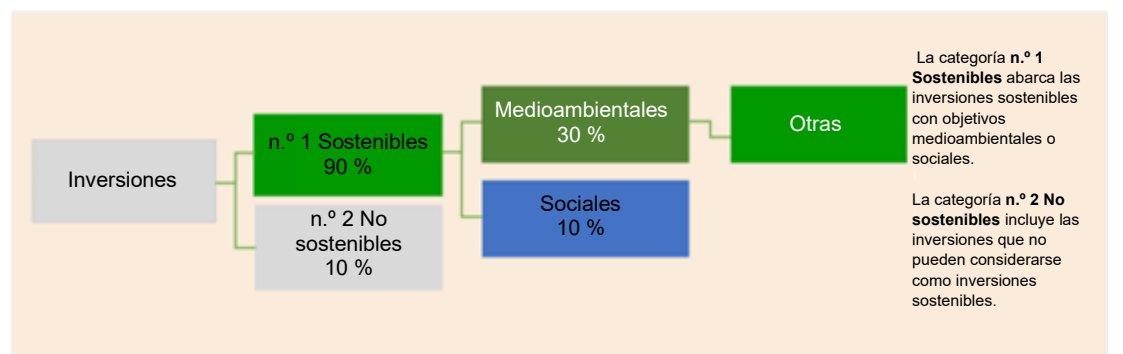 Inversiones
n.º 1 Sostenibles
90 %
n.º 2 No
sostenibles
10 %
Medioambientales
30 %
Sociales
10 %
Otras
La categoría n.º 1
Sostenibles abarca las
inversiones sostenibles
con objetivos
medioambientales o
sociales.
La categoría n.º 2 No
sostenibles incluye las
inversiones que no
pueden considerarse
como inversiones
sostenibles.